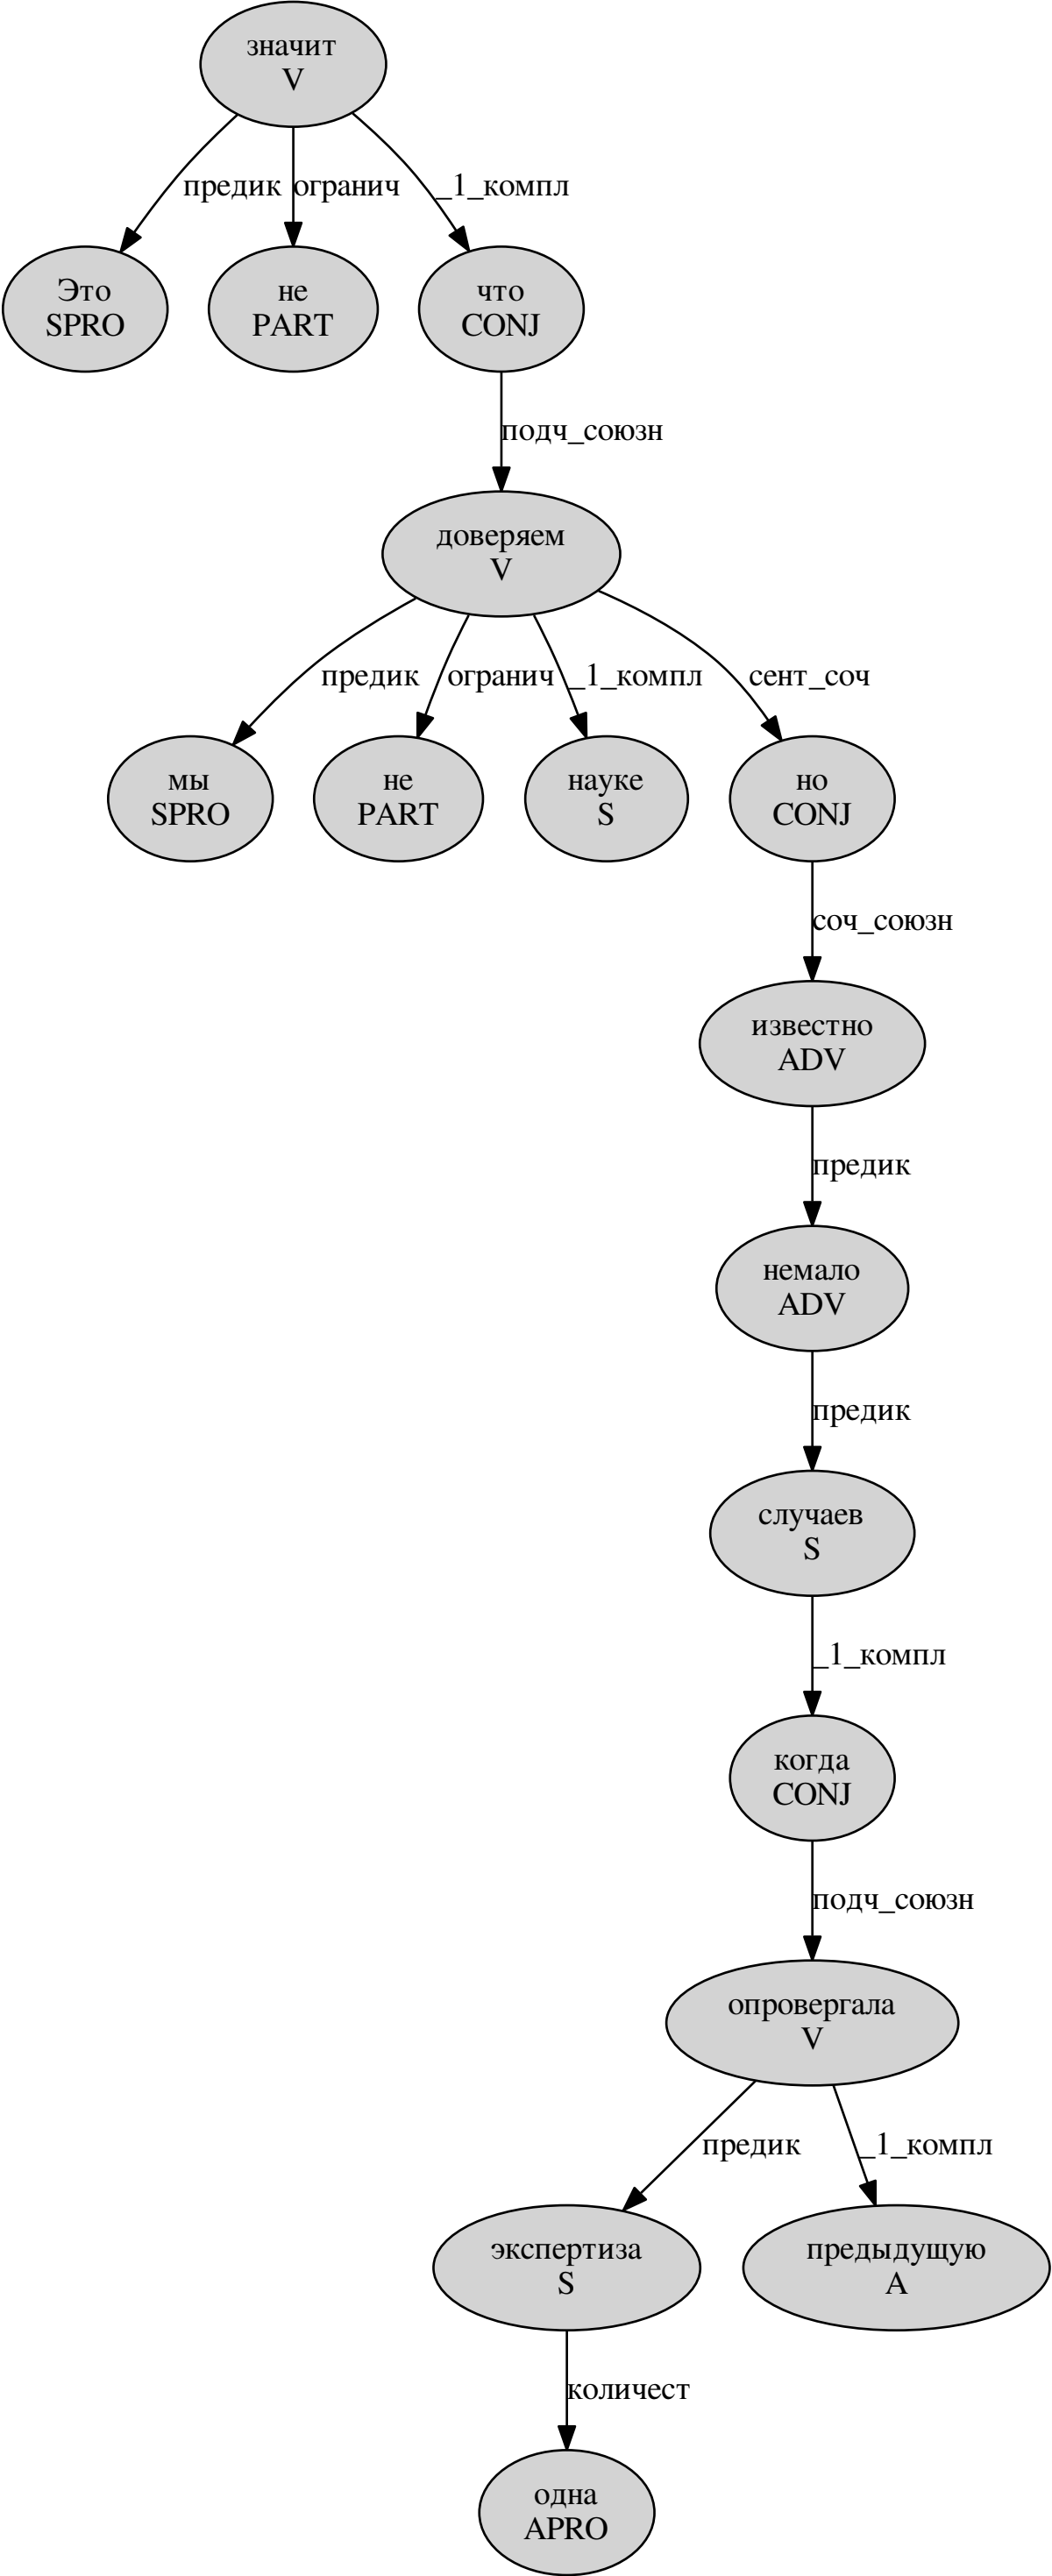 значит
V
предик
огранич
_1_компл
Это
SPRO
не
PART
что
CONJ
подч_союзн
доверяем
V
предик
огранич
_1_компл
сент_соч
мы
SPRO
не
PART
науке
S
но
CONJ
соч_союзн
известно
ADV
предик
немало
ADV
предик
случаев
S
_1_компл
когда
CONJ
подч_союзн
опровергала
V
предик
_1_компл
экспертиза
S
предыдущую
A
количест
одна
APRO